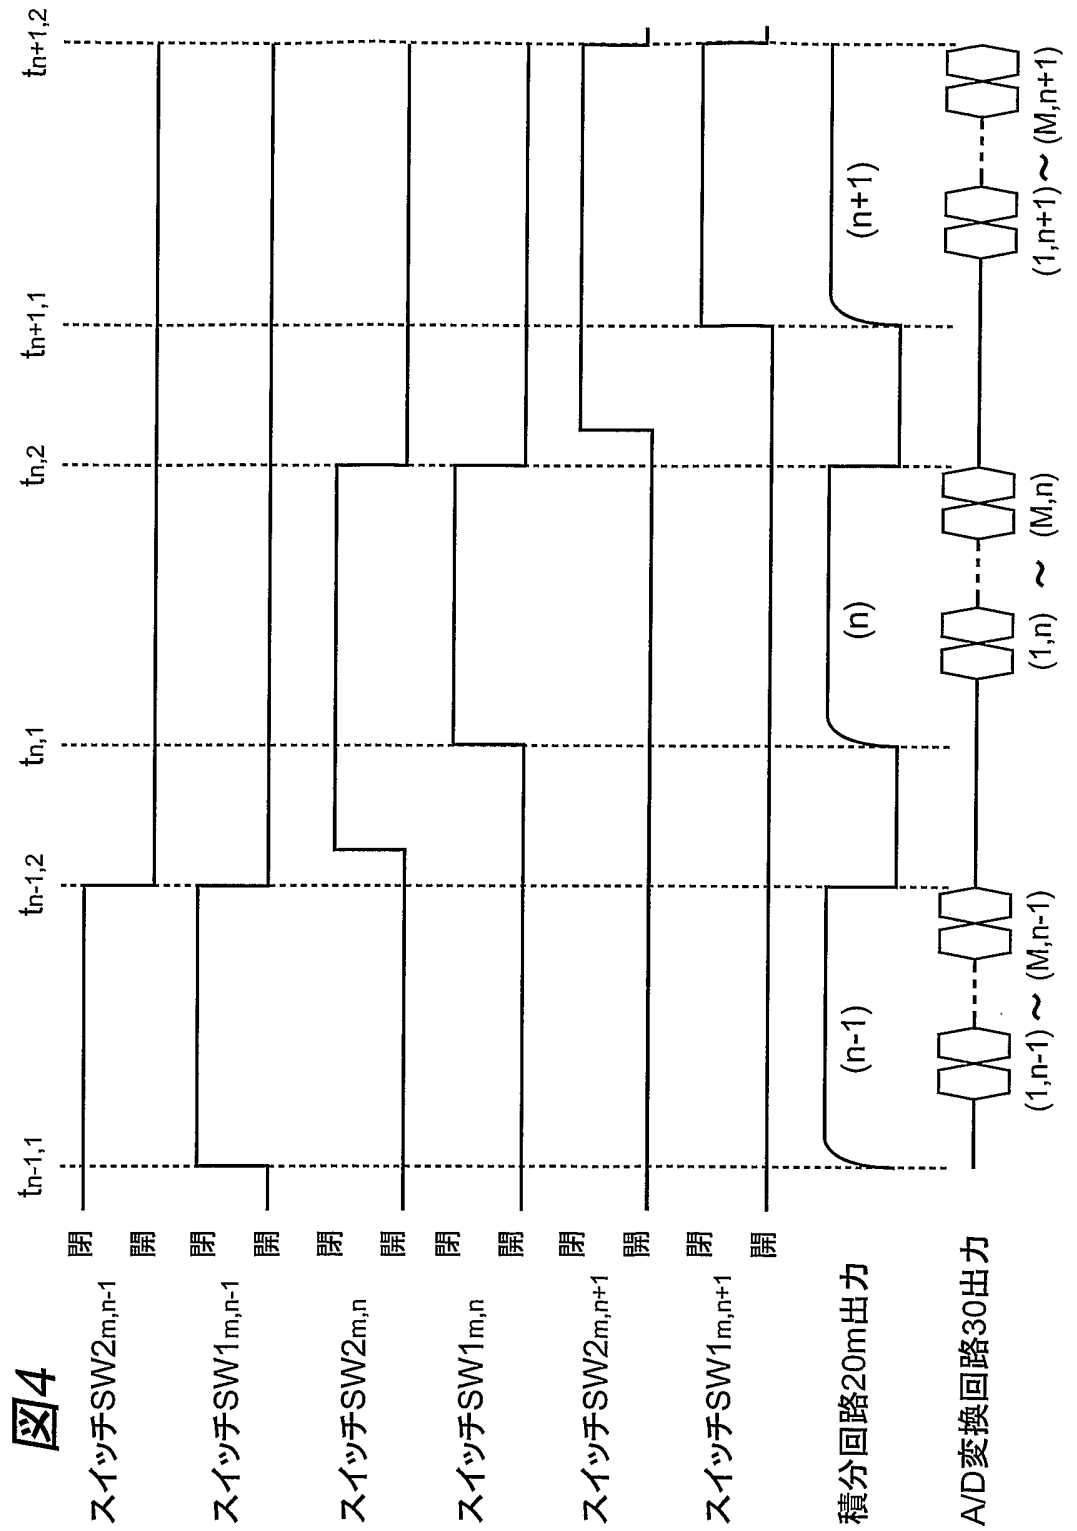 図4
tn-1,1 tn-1,2 tn,1 tn,2 tn+1,1 tn+1,2
スイッチSW2m,n-1 閉
開
スイッチSW1m,n-1 閉
開
スイッチSW2m,n 閉
開
スイッチSW1m,n 閉
開
スイッチSW2m,n+1 閉
開
スイッチSW1m,n+1 閉
開
積分回路20m出力 (n-1) (n) (n+1)
A/D変換回路30出力
(1,n-1)～(M,n-1) (1,n) ～ (M,n) (1,n+1)～(M,n+1)